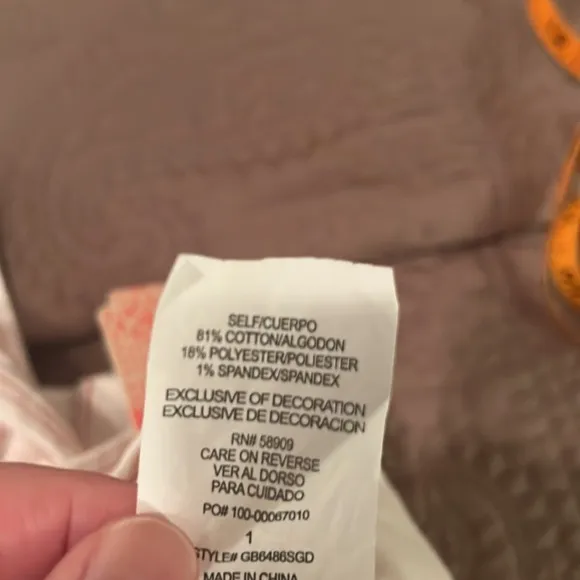 SELF/CUERPO
81% COTTON/ALGODON
18% POLYESTER/POLIESTER
1% SPANDEX/SPANDEX
EXCLUSIVE OF DECORATION
EXCLUSIVE DE DECORACION
RN# 58909
CARE ON REVERSE
VER AL DORSO
PARA CUIDADO
PO# 100-00067010
1
STYLE# GB6486SGD
MADE IN CHINA